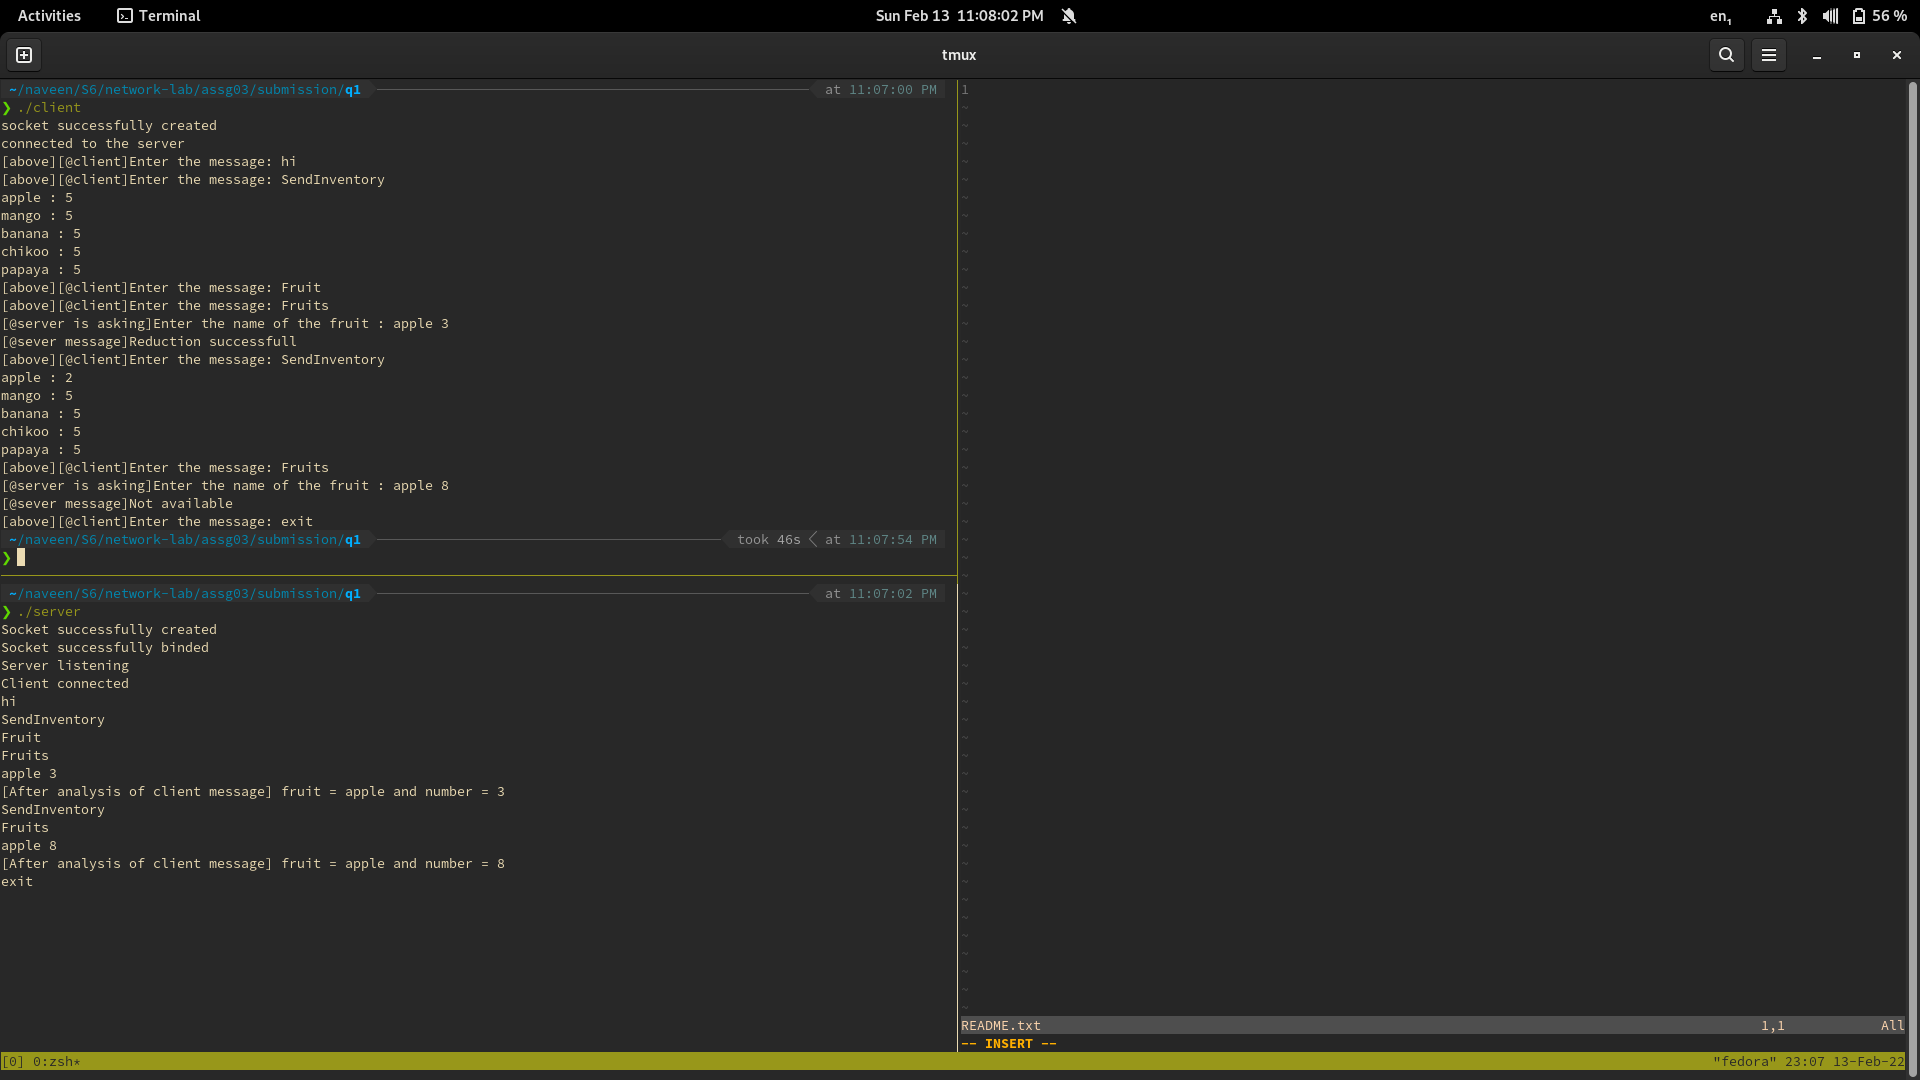 Activities Terminal Sun Feb 13 11:08:02 PM en1 56 %
tmux
~/naveen/S6/network-lab/assg03/submission/q1 at 11:07:00 PM
❯ ./client
socket successfully created
connected to the server
[above][@client]Enter the message: hi
[above][@client]Enter the message: SendInventory
apple : 5
mango : 5
banana : 5
chikoo : 5
papaya : 5
[above][@client]Enter the message: Fruit
[above][@client]Enter the message: Fruits
[@server is asking]Enter the name of the fruit : apple 3
[@sever message]Reduction successfull
[above][@client]Enter the message: SendInventory
apple : 2
mango : 5
banana : 5
chikoo : 5
papaya : 5
[above][@client]Enter the message: Fruits
[@server is asking]Enter the name of the fruit : apple 8
[@sever message]Not available
[above][@client]Enter the message: exit
~/naveen/S6/network-lab/assg03/submission/q1 took 46s at 11:07:54 PM
❯
~/naveen/S6/network-lab/assg03/submission/q1 at 11:07:02 PM
❯ ./server
Socket successfully created
Socket successfully binded
Server listening
Client connected
hi
SendInventory
Fruit
Fruits
apple 3
[After analysis of client message] fruit = apple and number = 3
SendInventory
Fruits
apple 8
[After analysis of client message] fruit = apple and number = 8
exit
1
README.txt 1,1 All
-- INSERT --
[0] 0:zsh* "fedora" 23:07 13-Feb-22